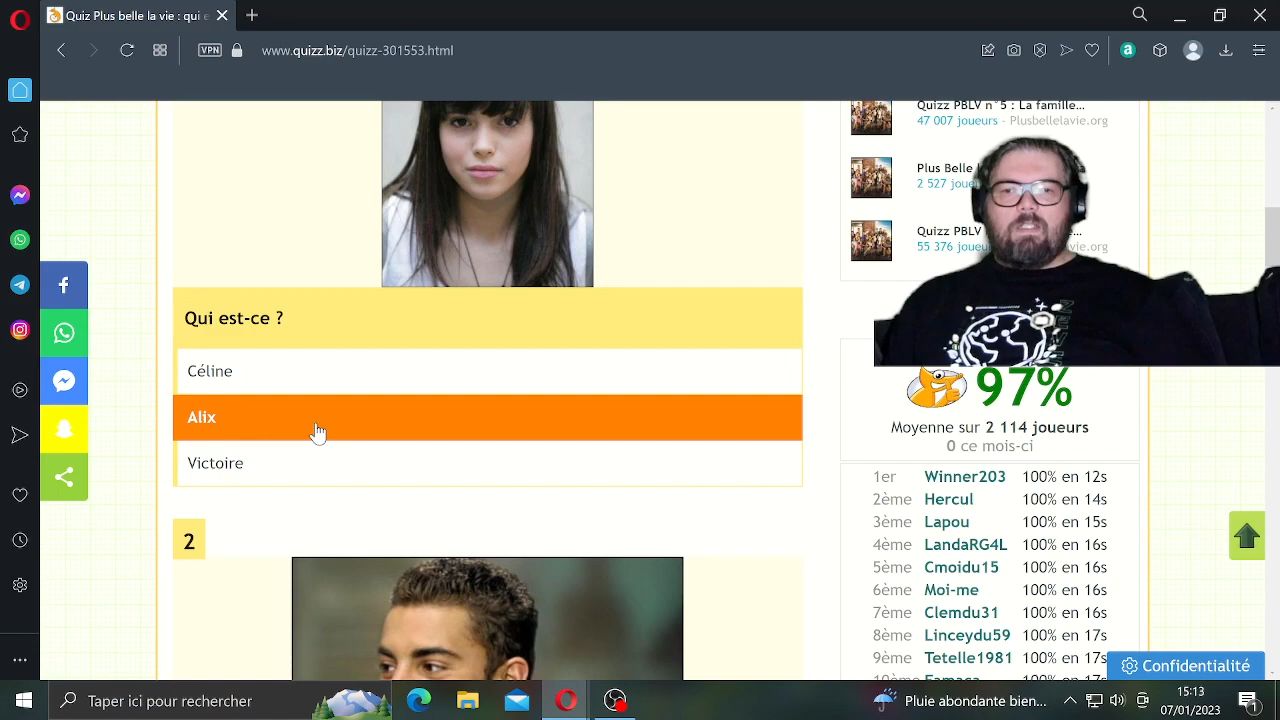 Quiz Plus belle la vie: qui e
www.quizz.biz/quizz-301553.html
VPN
Qui est-ce ?
Céline
Alix
Victoire
2
Quizz PBLV n°5 : La famille...
47 007 joueurs - Plusbellelavie.org
Plus Belle
2 527
Quizz PBLV
55 376
97%
Moyenne sur 2 114 joueurs
0 ce mois-ci
1er Winner203 100% en 12s
2ème Hercul 100% en 14s
3ème Lapou 100% en 15s
4ème LandaRG4L 100% en 16s
5ème Cmoidu15 100% en 16s
6ème Moi-me 100% en 16s
7ème Clemdu31 100% en 16s
8ème Linceydu59 100% en 17s
9ème Tetelle1981 100% en 17s
Confidentialité
Taper ici pour rechercher
Pluie abondan...
15:13
07/01/2023